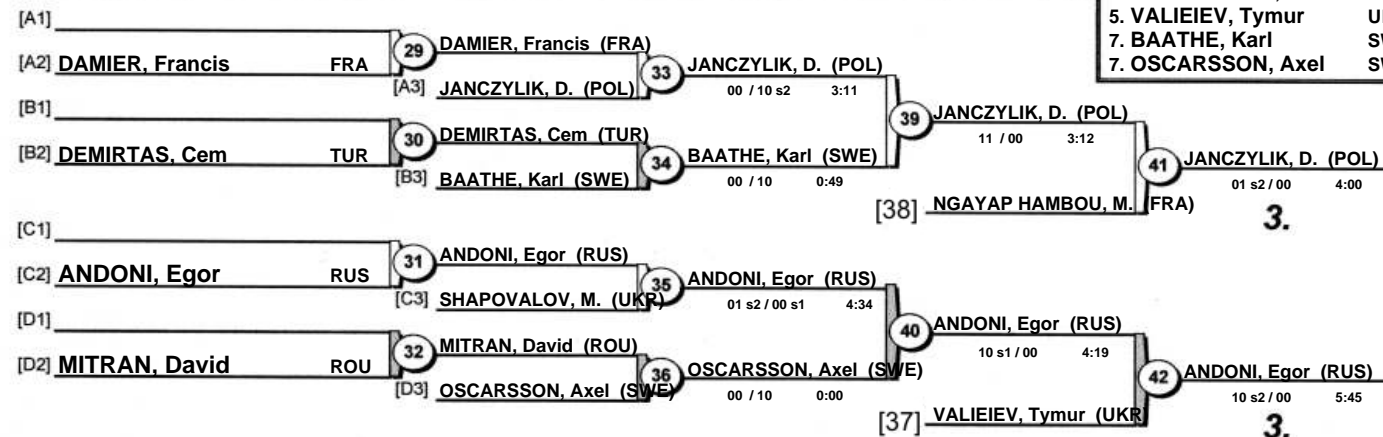 5. VALIEIEV, Tymur
7. BAATHE, Karl
7. OSCARSSON, Axel
[A1]
[A2] DAMIER, Francis FRA
29 DAMIER, Francis (FRA)
[A3] JANCZYLIK, D. (POL)
33 JANCZYLIK, D. (POL)
00 / 10 s2 3:11
[B1]
[B2] DEMIRTAS, Cem TUR
30 DEMIRTAS, Cem (TUR)
[B3] BAATHE, Karl (SWE)
34 BAATHE, Karl (SWE)
00 / 10 0:49
39 JANCZYLIK, D. (POL)
11 / 00 3:12
[38] NGAYAP HAMBOU, M. (FRA)
41 JANCZYLIK, D. (POL)
01 s2 / 00 4:00
3.
[C1]
[C2] ANDONI, Egor RUS
31 ANDONI, Egor (RUS)
[C3] SHAPOVALOV, M. (UKR)
35 ANDONI, Egor (RUS)
01 s2 / 00 s1 4:34
[D1]
[D2] MITRAN, David ROU
32 MITRAN, David (ROU)
[D3] OSCARSSON, Axel (SWE)
36 OSCARSSON, Axel (SWE)
00 / 10 0:00
40 ANDONI, Egor (RUS)
10 s1 / 00 4:19
[37] VALIEIEV, Tymur (UKR
42 ANDONI, Egor (RUS)
10 s2 / 00 5:45
3.